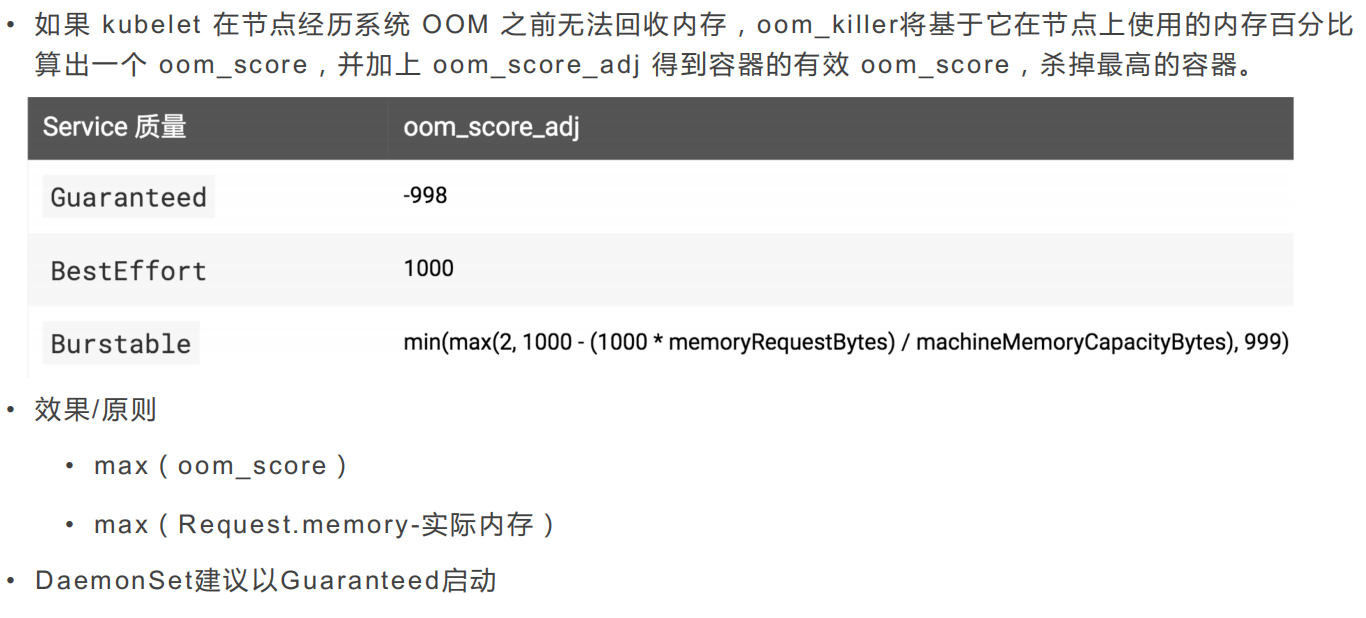 • 如果 kubelet 在节点经历系统 OOM 之前无法回收内存，oom_killer将基于它在节点上使用的内存百分比
算出一个 oom_score，并加上 oom_score_adj 得到容器的有效 oom_score，杀掉最高的容器。
Service 质量 oom_score_adj
Guaranteed -998
BestEffort 1000
Burstable min(max(2, 1000 - (1000 * memoryRequestBytes) / machineMemoryCapacityBytes), 999)
• 效果/原则
• max（oom_score）
• max（Request.memory-实际内存）
• DaemonSet建议以Guaranteed启动